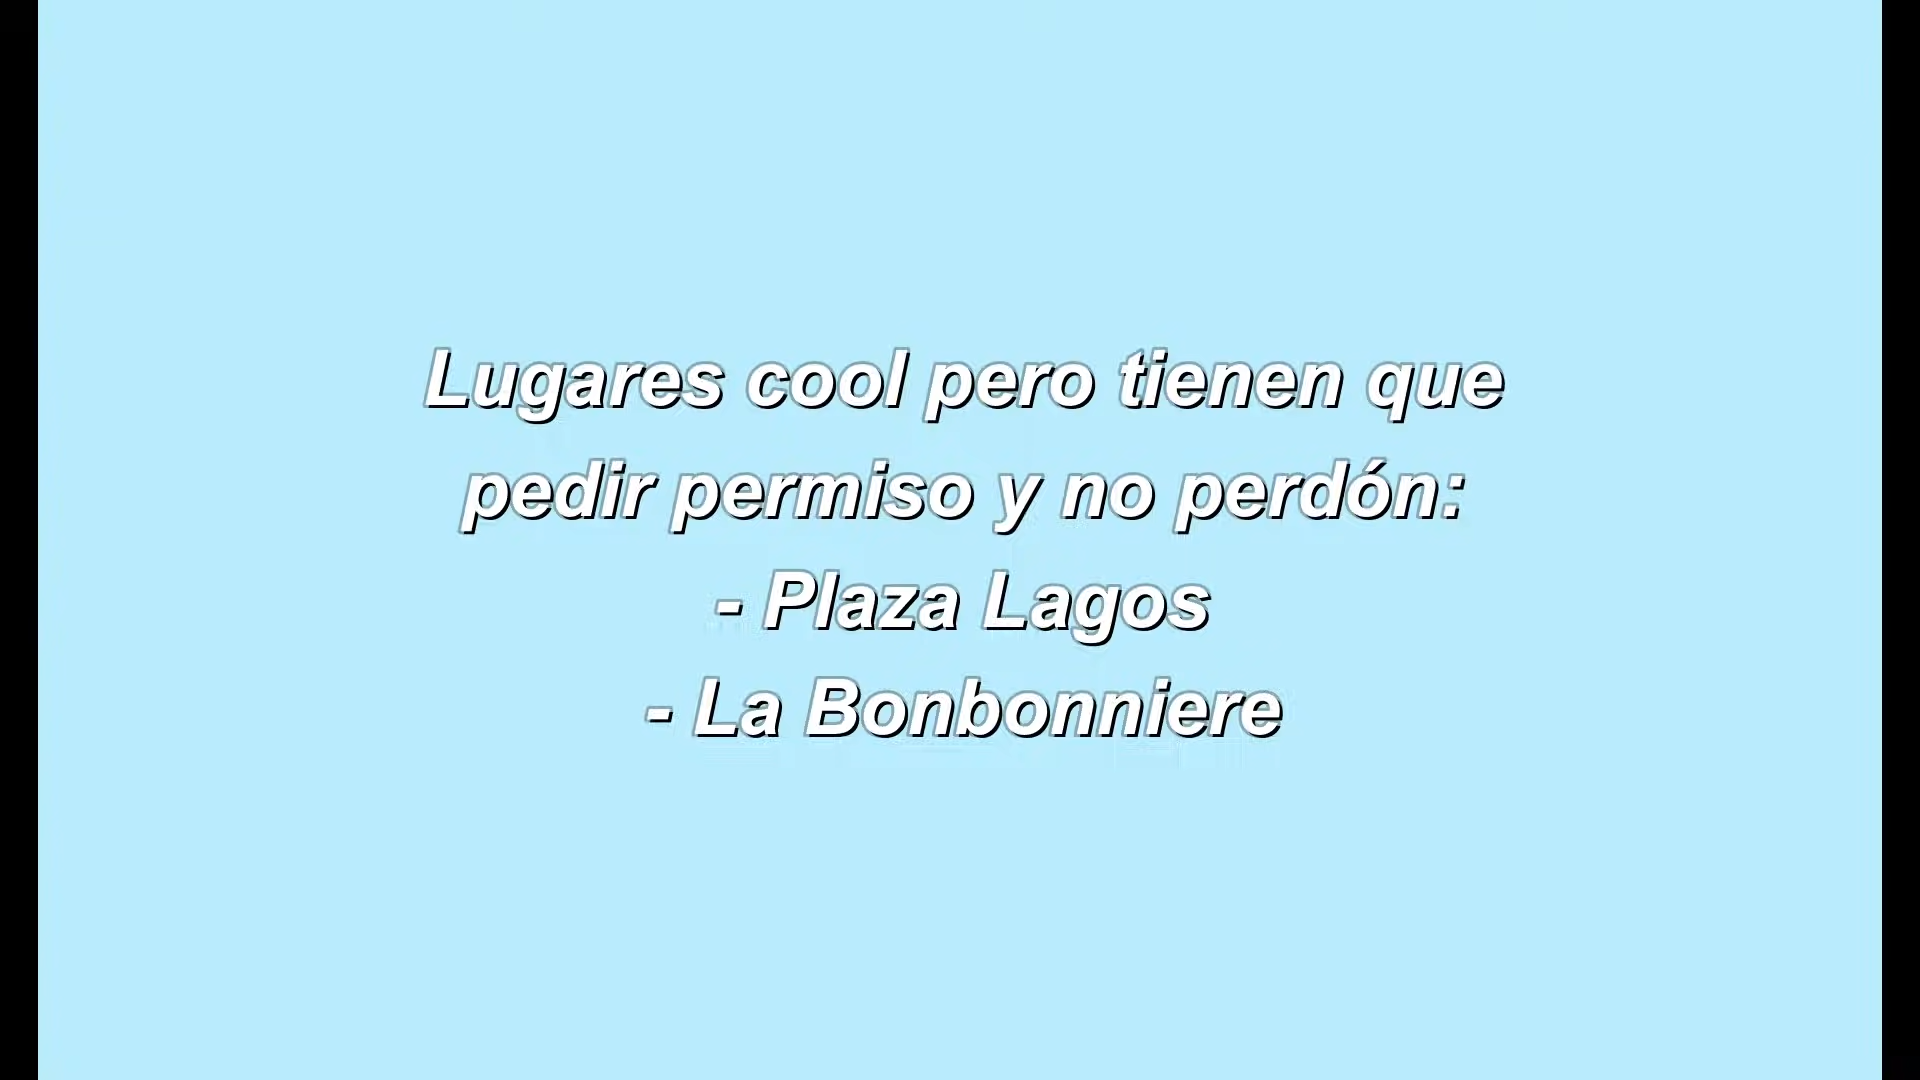 Lugares cool pero tienen que
pedir permiso y no perdón:
- Plaza Lagos
- La Bonbonniere